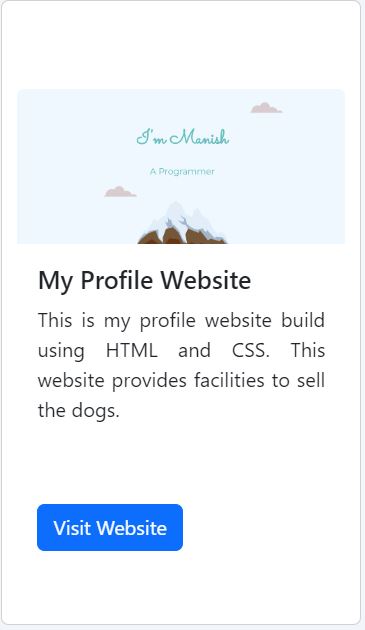 I'm Manish
A Programmer
My Profile Website
This is my profile website build
using HTML and CSS. This
website provides facilities to sell
the dogs.
Visit Website